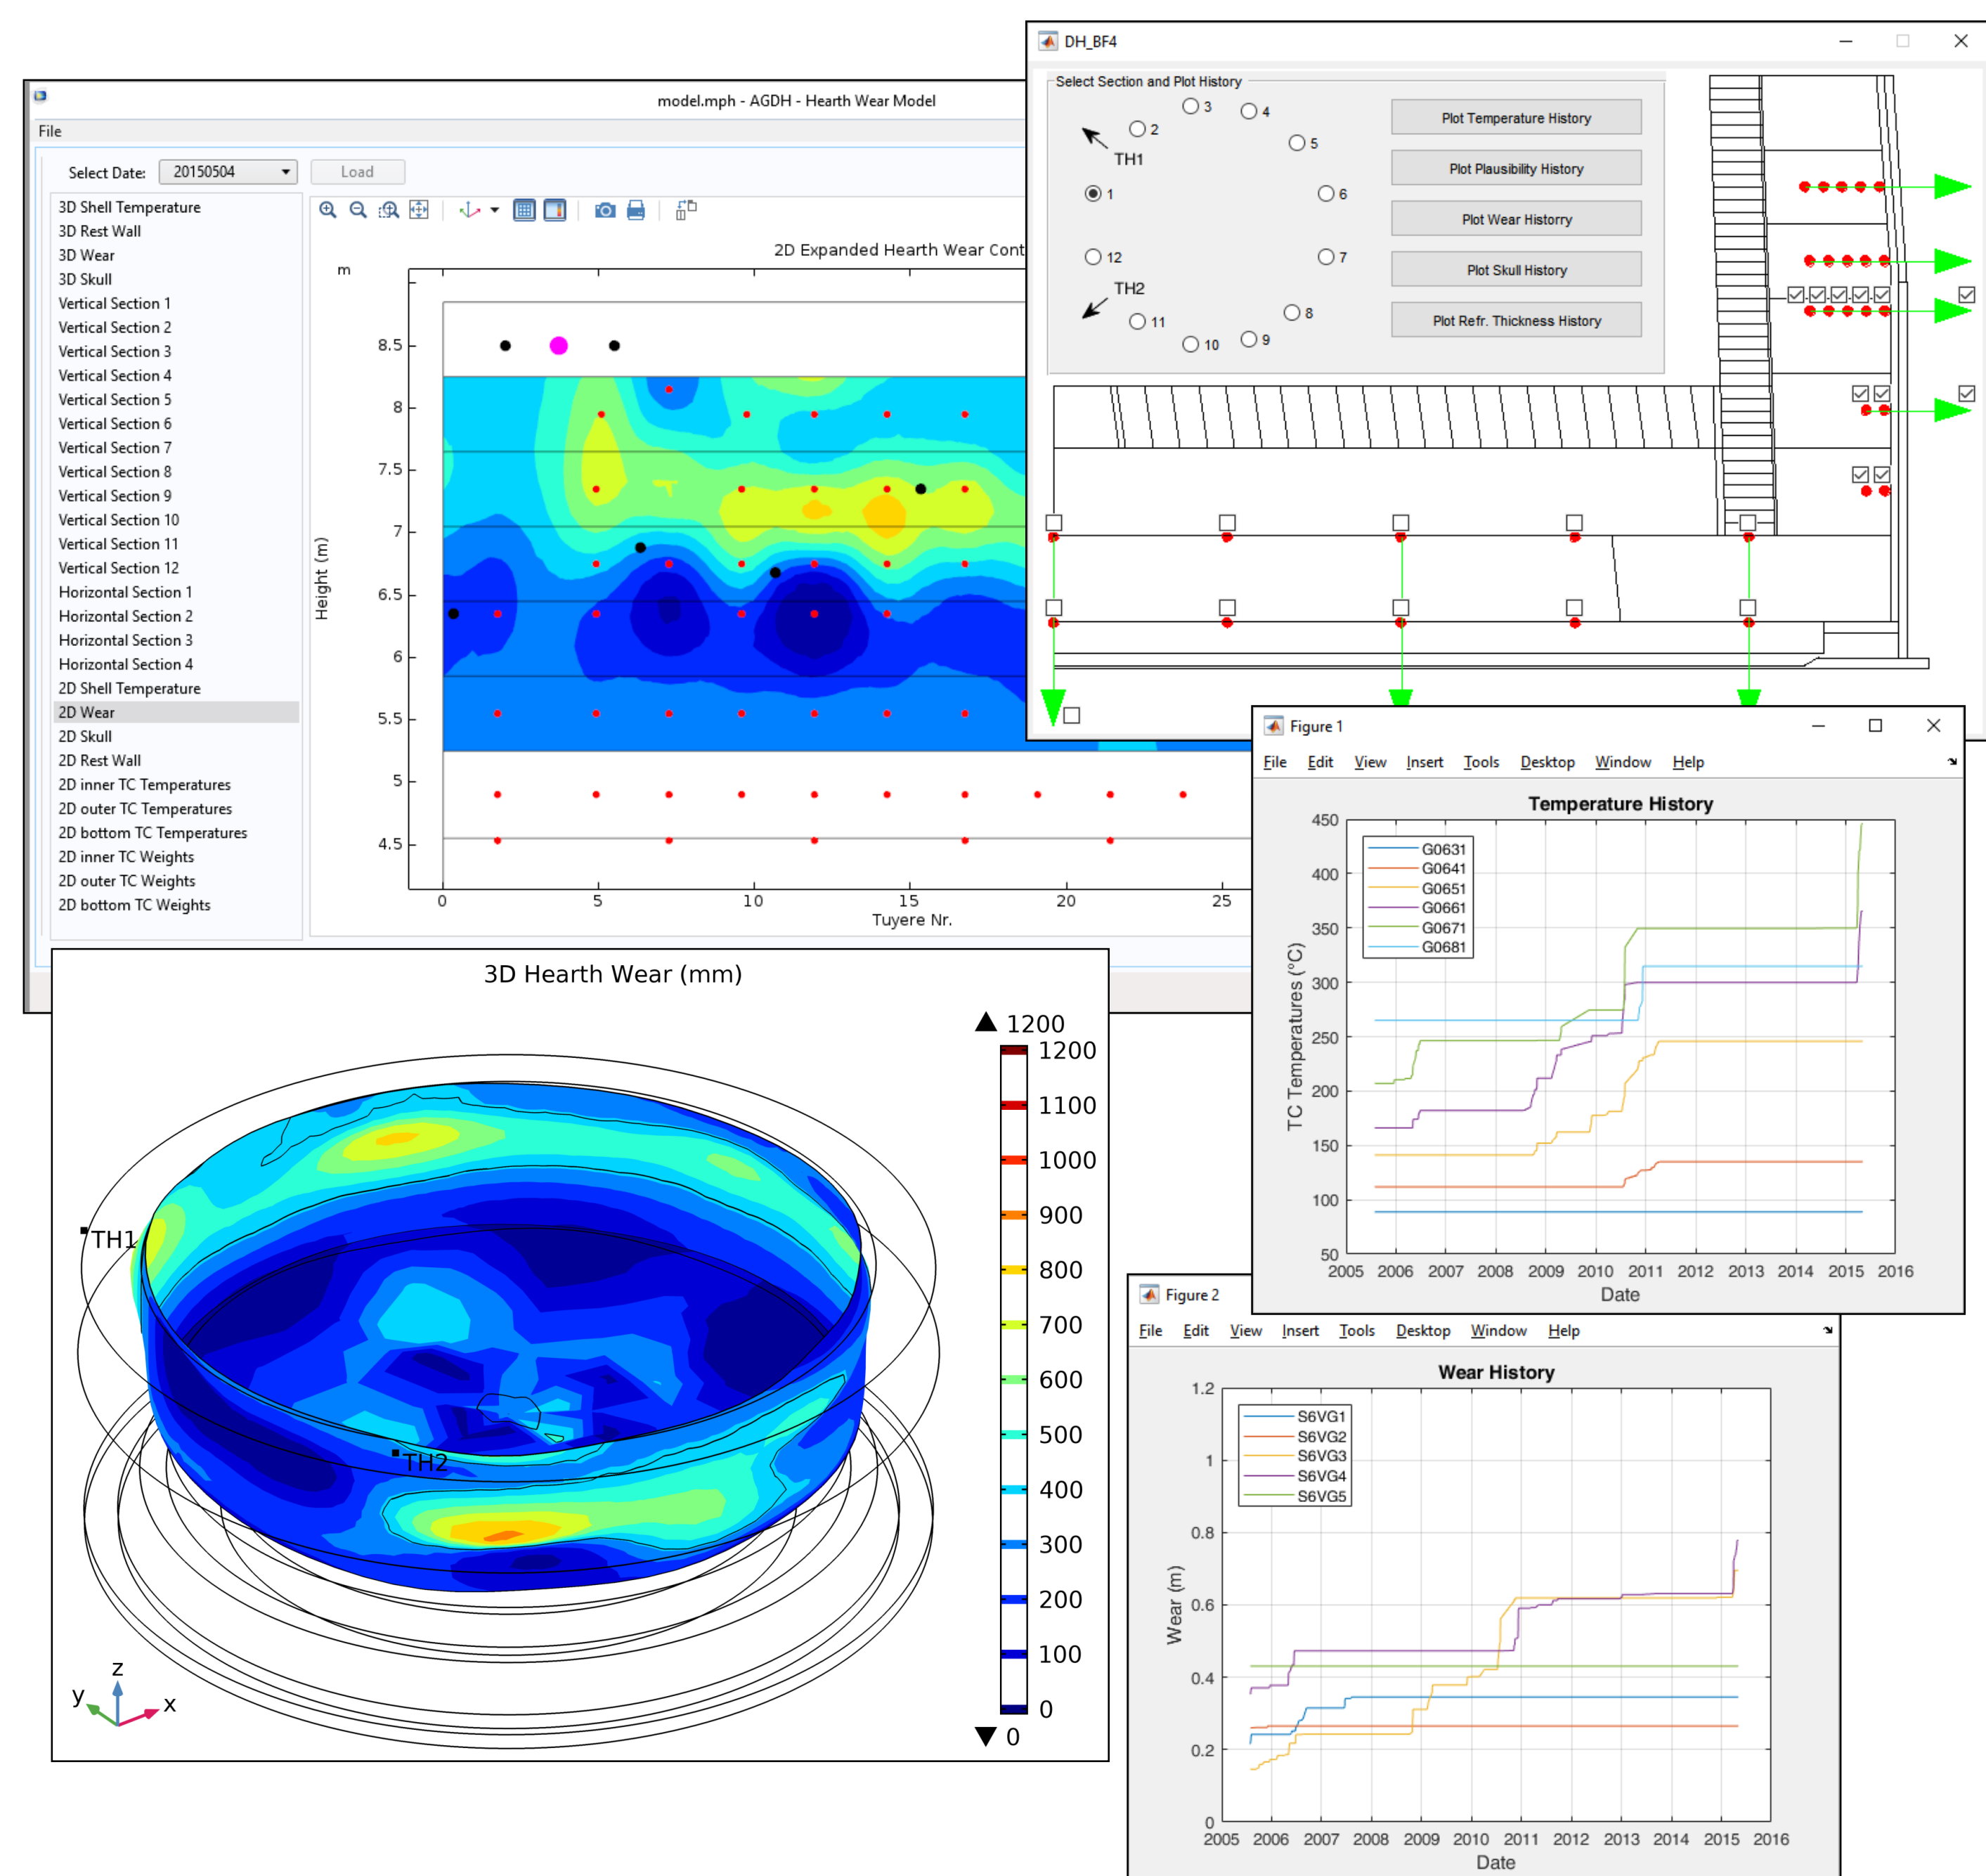 model.mph - AGDH - Hearth Wear Model
File
Select Date:
20150504
Load
3D Shell Temperature
3D Rest Wall
3D Wear
3D Skull
Vertical Section 1
Vertical Section 2
Vertical Section 3
Vertical Section 4
Vertical Section 5
Vertical Section 6
Vertical Section 7
Vertical Section 8
Vertical Section 9
Vertical Section 10
Vertical Section 11
Vertical Section 12
Horizontal Section 1
Horizontal Section 2
Horizontal Section 3
Horizontal Section 4
2D Shell Temperature
2D Wear
2D Skull
2D Rest Wall
2D inner TC Temperatures
2D outer TC Temperatures
2D bottom TC Temperatures
2D inner TC Weights
2D outer TC Weights
2D bottom TC Weights
2D Expanded Hearth Wear Cont
m
8.5
8
7.5
7
6.5
6
5.5
5
4.5
Height (m)
0
5
10
15
20
25
Tuyere Nr.
DH_BF4
Select Section and Plot History
3
4
2
5
TH1
1
6
12
7
TH2
11
8
10
9
Plot Temperature History
Plot Plausibility History
Plot Wear Historry
Plot Skull History
Plot Refr. Thickness History
Figure 1
File Edit View Insert Tools Desktop Window Help
Temperature History
450
400
350
300
250
200
150
100
50
TC Temperatures (°C)
G0631
G0641
G0651
G0661
G0671
G0681
2005 2006 2007 2008 2009 2010 2011 2012 2013 2014 2015 2016
Date
3D Hearth Wear (mm)
1200
1200
1100
1000
900
800
700
600
500
400
300
200
100
0
0
TH1
TH2
z
y
x
Figure 2
File Edit View Insert Tools Desktop Window Help
Wear History
1.2
1
0.8
0.6
0.4
0.2
0
Wear (m)
S6VG1
S6VG2
S6VG3
S6VG4
S6VG5
2005 2006 2007 2008 2009 2010 2011 2012 2013 2014 2015 2016
Date